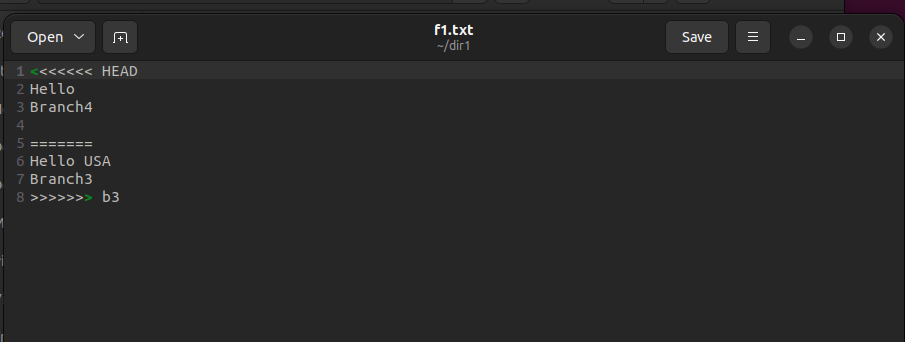 Open
f1.txt
~/dir1
Save
1 <<<<<<< HEAD
2 Hello
3 Branch4
4
5 =======
6 Hello USA
7 Branch3
8 >>>>>>> b3